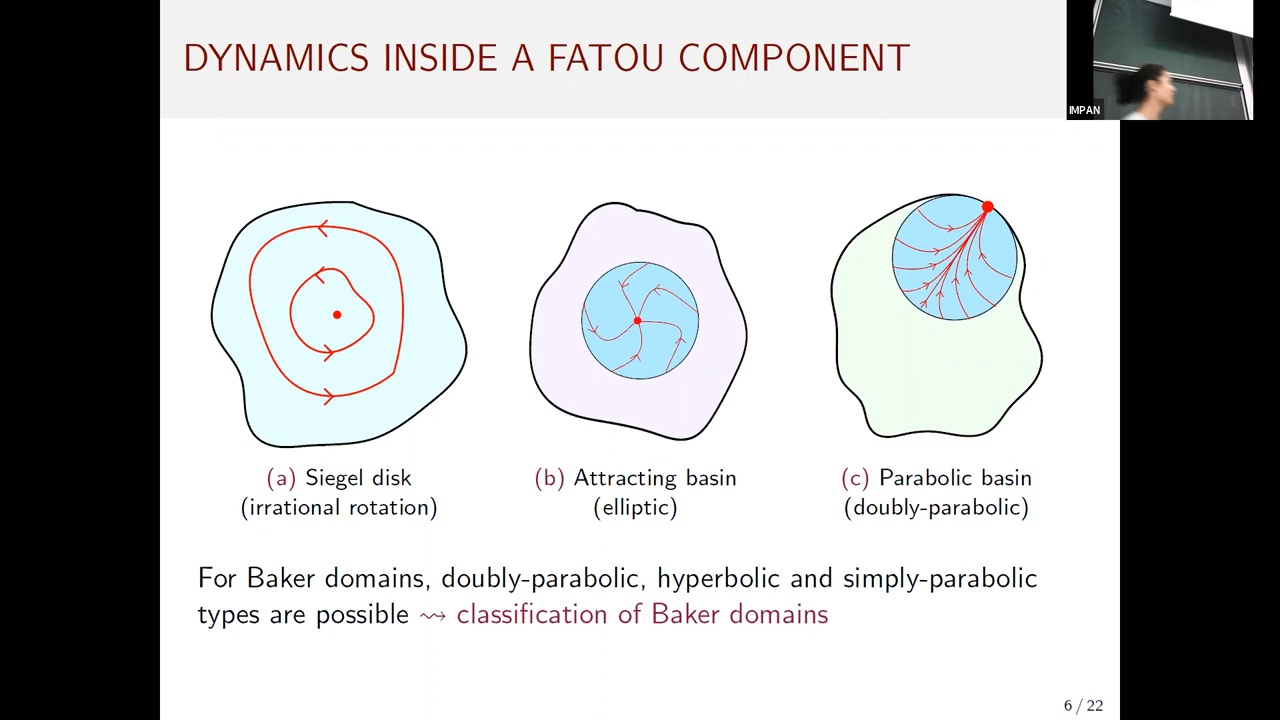 DYNAMICS INSIDE A FATOU COMPONENT
IMPAN
(a) Siegel disk
(irrational rotation)
(b) Attracting basin
(elliptic)
(c) Parabolic basin
(doubly-parabolic)
For Baker domains, doubly-parabolic, hyperbolic and simply-parabolic
types are possible ⇝ classification of Baker domains
6 / 22